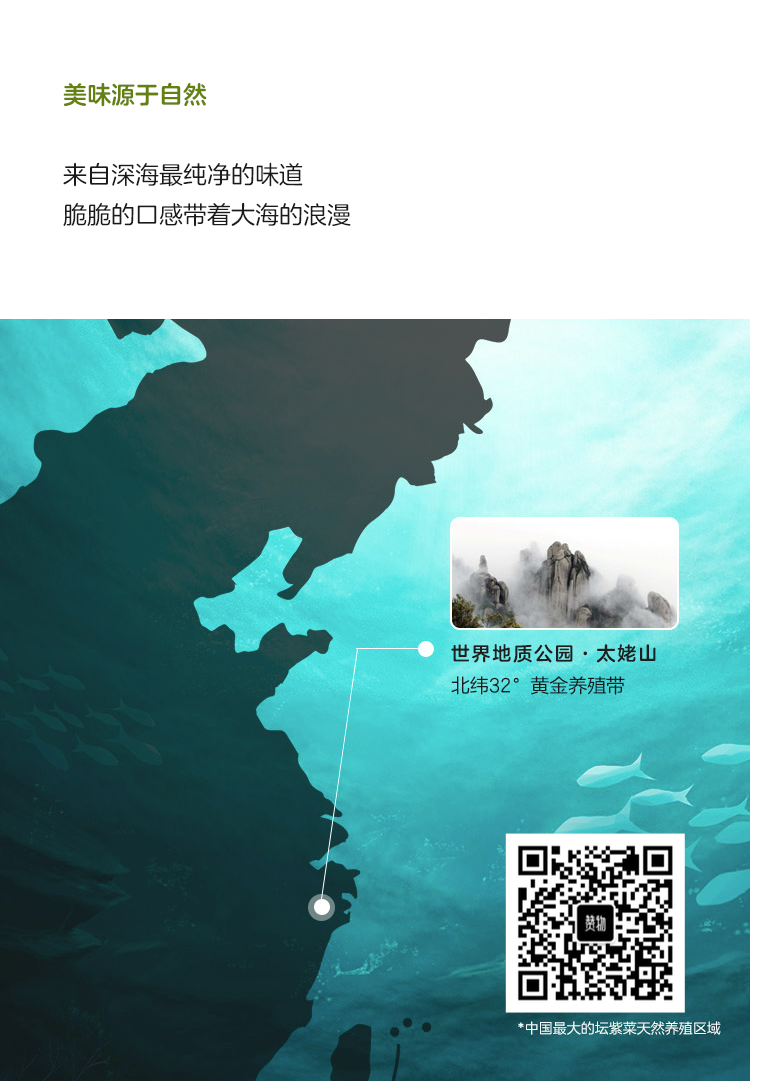 美味源于自然
来自深海最纯净的味道
脆脆的口感带着大海的浪漫
世界地质公园·太姥山
北纬32°黄金养殖带
赞物
*中国最大的坛紫菜天然养殖区域